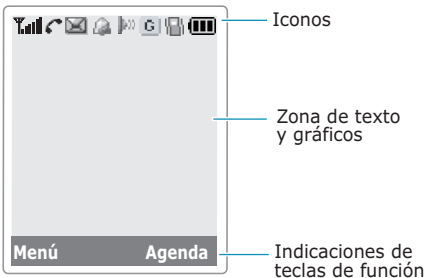 Iconos
G
Zona de texto
y gráficos
Menú Agenda
Indicaciones de
teclas de función